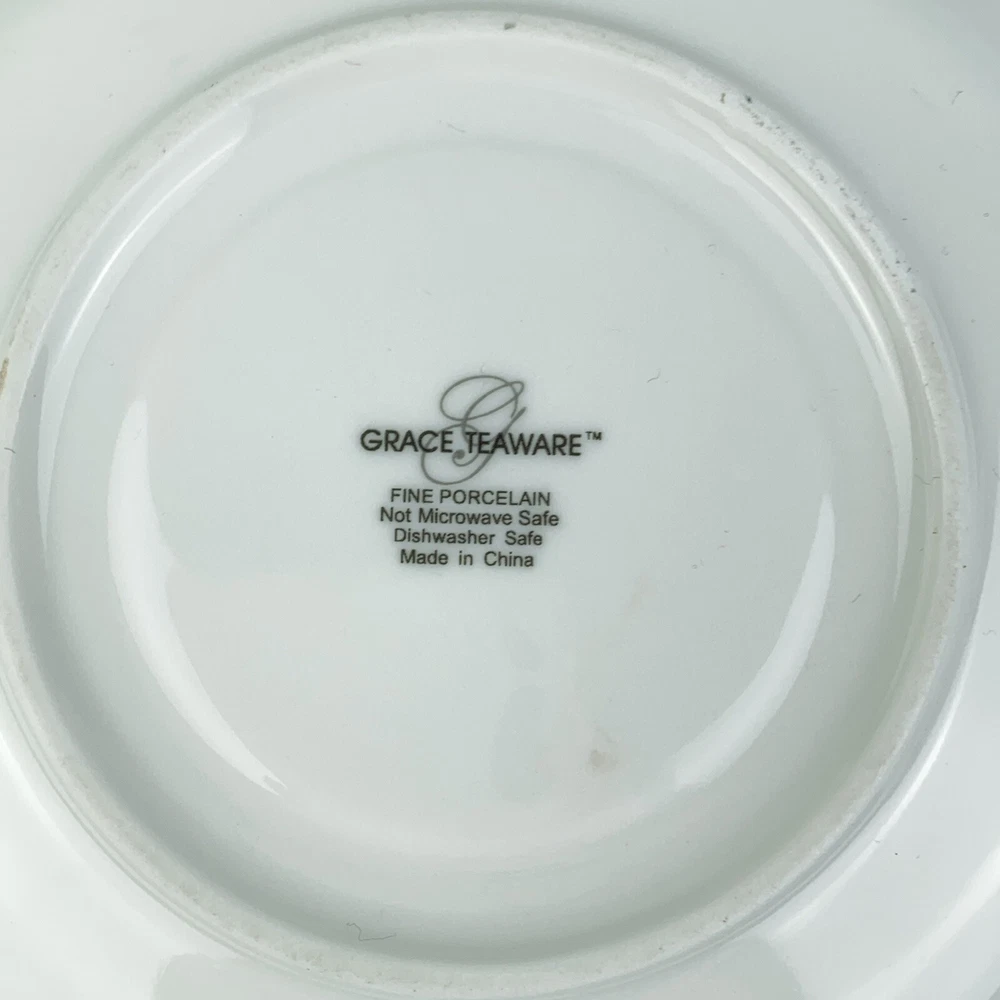 G
GRACE TEAWARE™
FINE PORCELAIN
Not Microwave Safe
Dishwasher Safe
Made in China